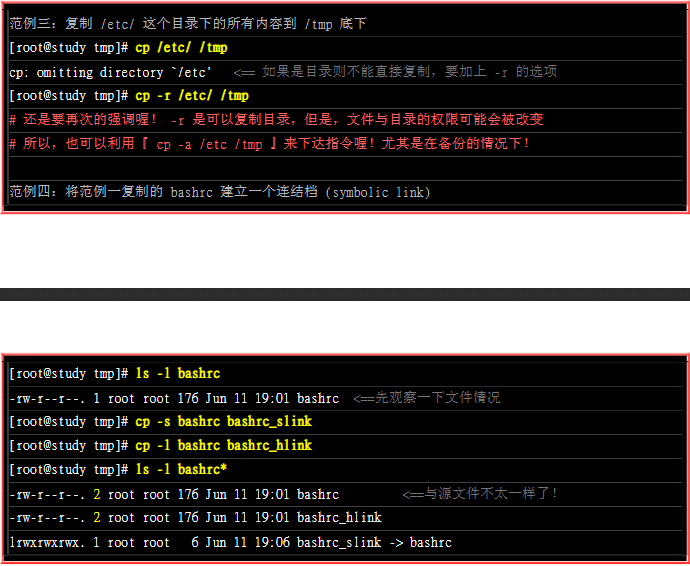 范例三：复制 /etc/ 这个目录下的所有内容到 /tmp 底下
[root@study tmp]# cp /etc/ /tmp
cp: omitting directory `/etc'   <== 如果是目录则不能直接复制，要加上 -r 的选项
[root@study tmp]# cp -r /etc/ /tmp
# 还是要再次的强调喔！ -r 是可以复制目录，但是，文件与目录的权限可能会被改变
# 所以，也可以利用『 cp -a /etc /tmp 』来下达指令喔！尤其是在备份的情况下！
范例四：将范例一复制的 bashrc 建立一个连结档 (symbolic link)
[root@study tmp]# ls -l bashrc
-rw-r--r--. 1 root root 176 Jun 11 19:01 bashrc  <==先观察一下文件情况
[root@study tmp]# cp -s bashrc bashrc_slink
[root@study tmp]# cp -l bashrc bashrc_hlink
[root@study tmp]# ls -l bashrc*
-rw-r--r--. 2 root root 176 Jun 11 19:01 bashrc         <==与源文件不太一样了！
-rw-r--r--. 2 root root 176 Jun 11 19:01 bashrc_hlink
lrwxrwxrwx. 1 root root   6 Jun 11 19:06 bashrc_slink -> bashrc